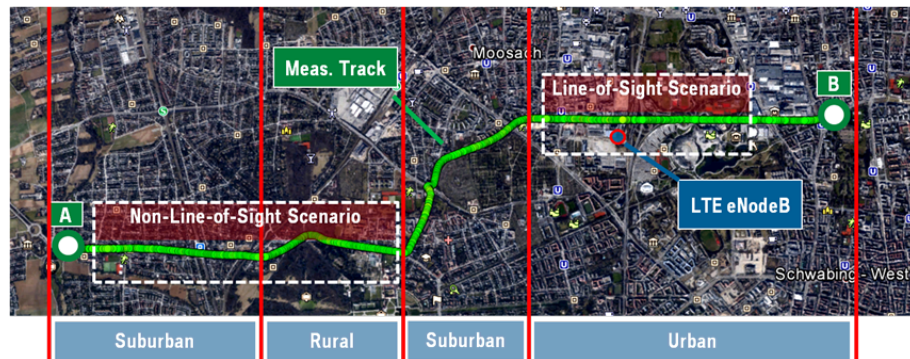 Moosach
Meas. Track
Line-of-Sight-Scenario
B
A
Non-Line-of-Sight Scenario
LTE eNodeB
Schwabing - West
Suburban
Rural
Suburban
Urban